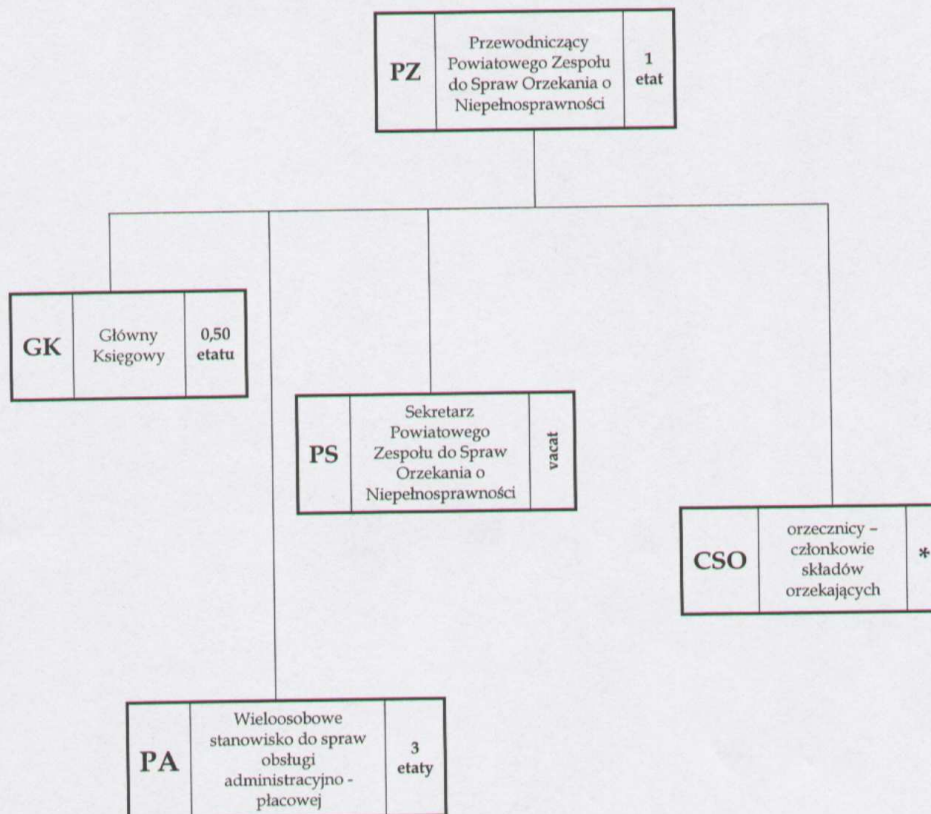 PZ
Przewodniczący
Powiatowego Zespołu
do Spraw Orzekania o
Niepełnosprawności
1
etat
GK
Główny
Księgowy
0,50
etatu
PS
Sekretarz
Powiatowego
Zespołu do Spraw
Orzekania o
Niepełnosprawności
vacat
CSO
orzecznicy –
członkowie
składów
orzekających
*
PA
Wieloosobowe
stanowisko do spraw
obsługi
administracyjno -
płacowej
3
etaty